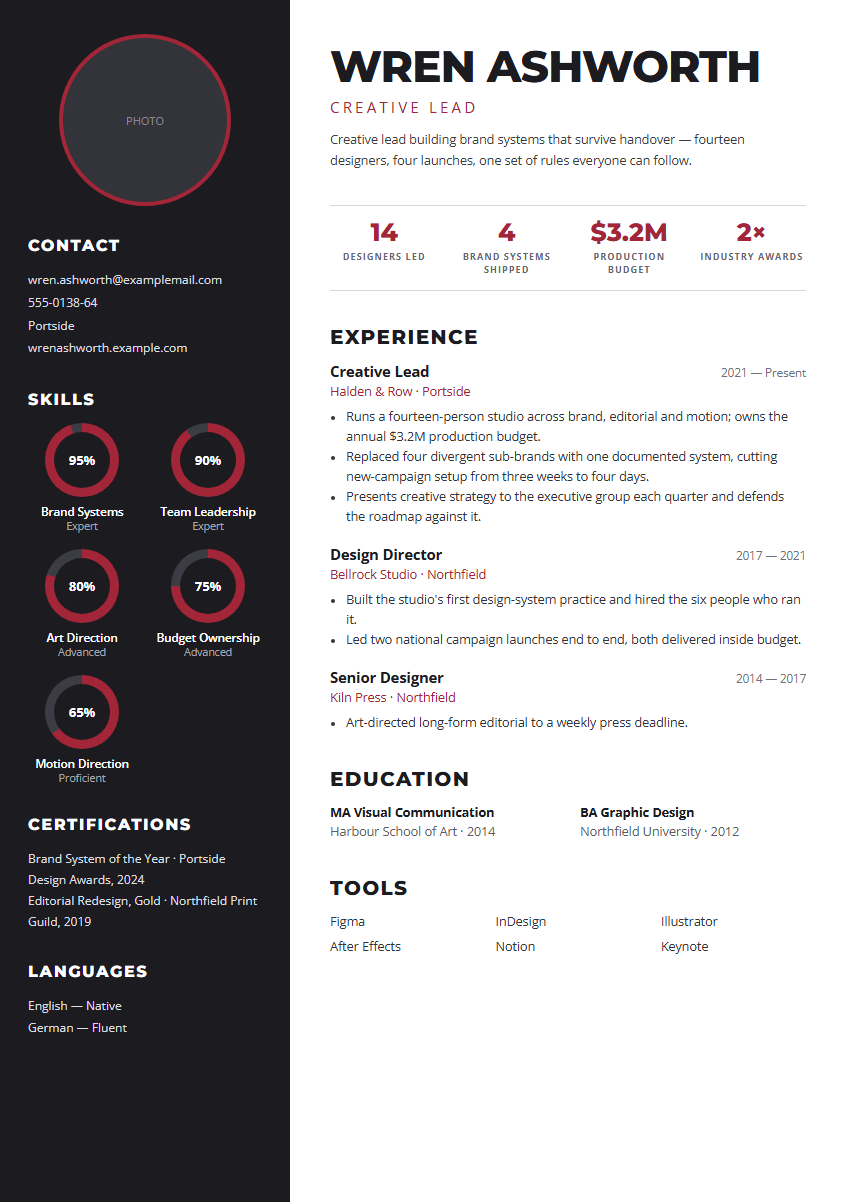 PHOTO
CONTACT
wren.ashworth@examplemail.com
555-0138-64
Portside
wrenashworth.example.com
SKILLS
95%
Brand Systems
Expert
90%
Team Leadership
Expert
80%
Art Direction
Advanced
75%
Budget Ownership
Advanced
65%
Motion Direction
Proficient
CERTIFICATIONS
Brand System of the Year · Portside
Design Awards, 2024
Editorial Redesign, Gold · Northfield Print
Guild, 2019
LANGUAGES
English — Native
German — Fluent
WREN ASHWORTH
CREATIVE LEAD
Creative lead building brand systems that survive handover — fourteen
designers, four launches, one set of rules everyone can follow.
14
DESIGNERS LED
4
BRAND SYSTEMS
SHIPPED
$3.2M
PRODUCTION
BUDGET
2×
INDUSTRY AWARDS
EXPERIENCE
Creative Lead
2021 — Present
Halden & Row · Portside
• Runs a fourteen-person studio across brand, editorial and motion; owns the
annual $3.2M production budget.
• Replaced four divergent sub-brands with one documented system, cutting
new-campaign setup from three weeks to four days.
• Presents creative strategy to the executive group each quarter and defends
the roadmap against it.
Design Director
2017 — 2021
Bellrock Studio · Northfield
• Built the studio's first design-system practice and hired the six people who ran
it.
• Led two national campaign launches end to end, both delivered inside budget.
Senior Designer
2014 — 2017
Kiln Press · Northfield
• Art-directed long-form editorial to a weekly press deadline.
EDUCATION
MA Visual Communication
Harbour School of Art · 2014
BA Graphic Design
Northfield University · 2012
TOOLS
Figma
InDesign
Illustrator
After Effects
Notion
Keynote